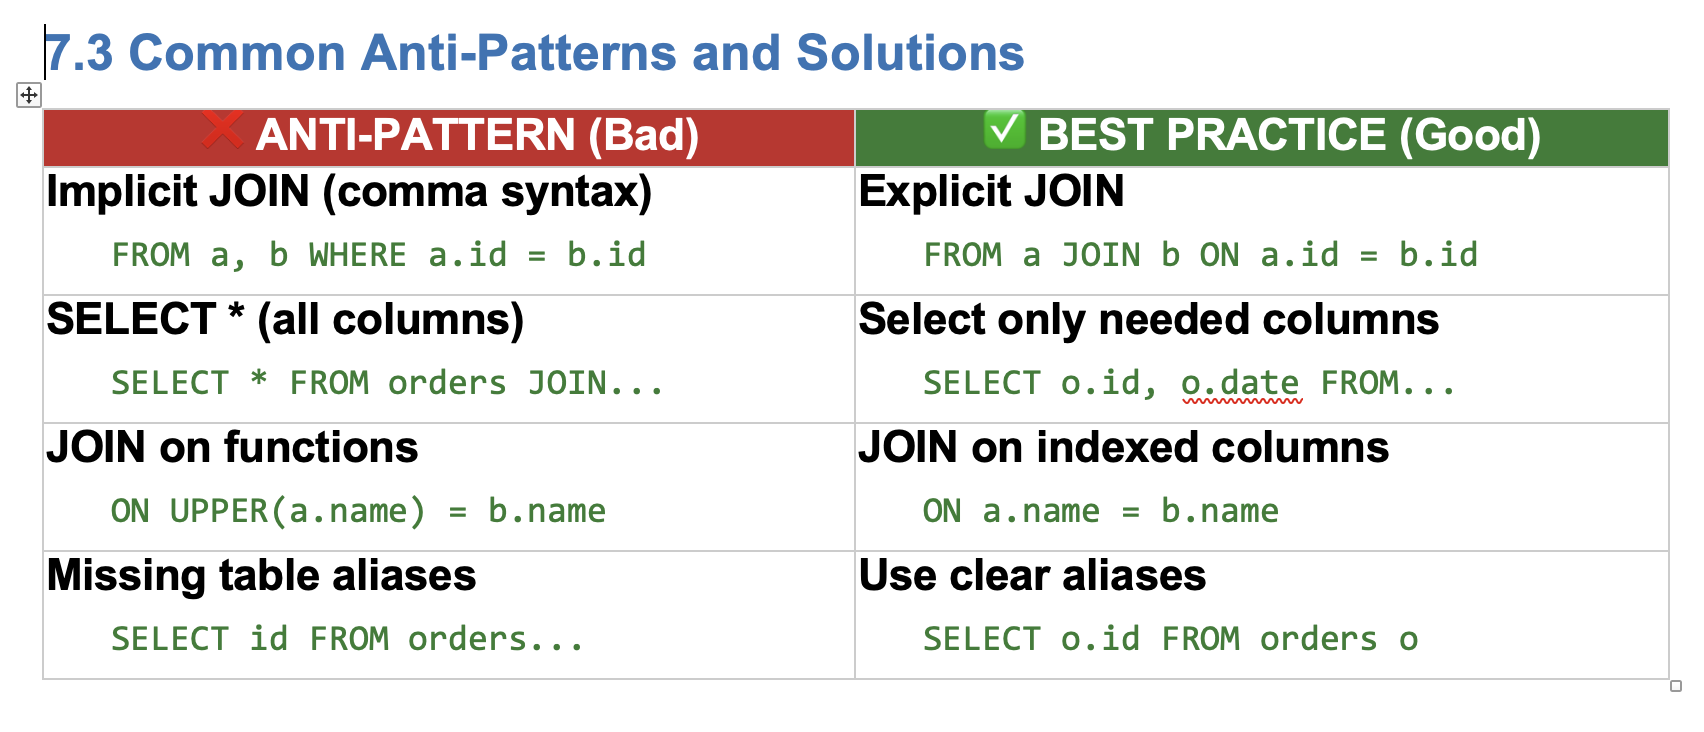 7.3 Common Anti-Patterns and Solutions
❌ ANTI-PATTERN (Bad)
✅ BEST PRACTICE (Good)
Implicit JOIN (comma syntax)
FROM a, b WHERE a.id = b.id
Explicit JOIN
FROM a JOIN b ON a.id = b.id
SELECT * (all columns)
SELECT * FROM orders JOIN...
Select only needed columns
SELECT o.id, o.date FROM...
JOIN on functions
ON UPPER(a.name) = b.name
JOIN on indexed columns
ON a.name = b.name
Missing table aliases
SELECT id FROM orders...
Use clear aliases
SELECT o.id FROM orders o